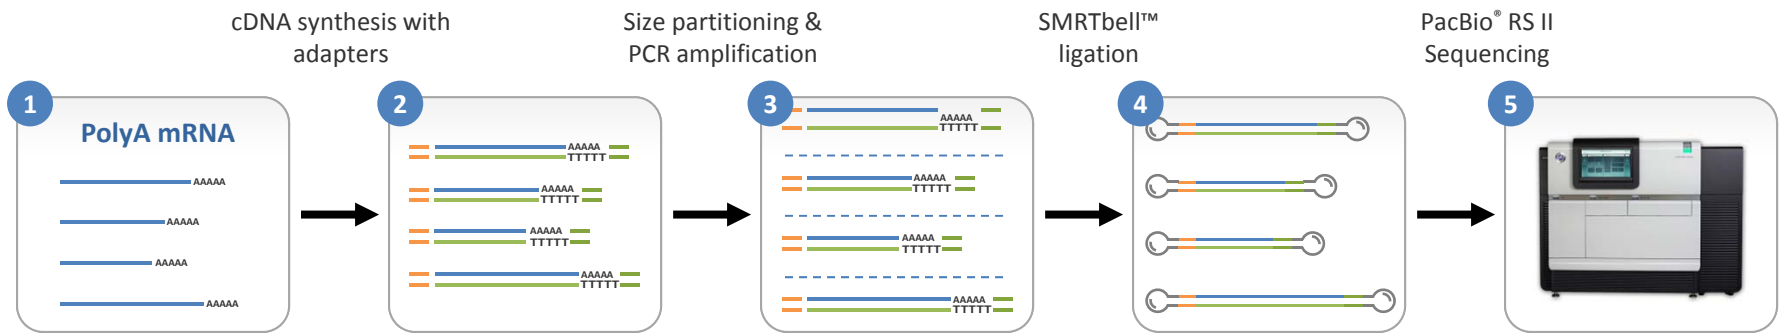 cDNA synthesis with
adapters
Size partitioning &
PCR amplification
SMRTbell™
ligation
PacBio® RS II
Sequencing
1
PolyA mRNA
AAAAA
AAAAA
AAAAA
AAAAA
2
AAAAA
TTTTT
AAAAA
TTTTT
AAAAA
TTTTT
AAAAA
TTTTT
3
AAAAA
TTTTT
AAAAA
TTTTT
AAAAA
TTTTT
AAAAA
TTTTT
4
5